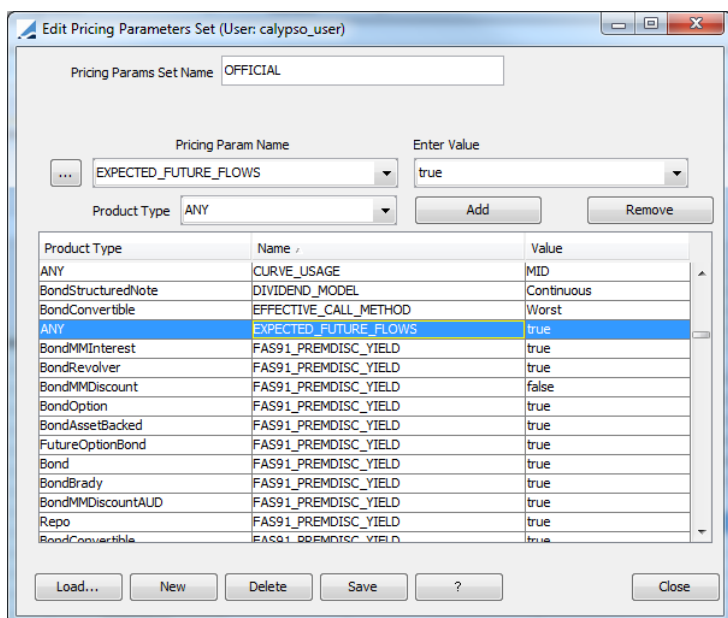 Edit Pricing Parameters Set (User: calypso_user)
Pricing Params Set Name OFFICIAL
Pricing Param Name Enter Value
... EXPECTED_FUTURE_FLOWS true
Product Type ANY Add Remove
Product Type Name Value
ANY CURVE_USAGE MID
BondStructuredNote DIVIDEND_MODEL Continuous
BondConvertible EFFECTIVE_CALL_METHOD Worst
ANY EXPECTED_FUTURE_FLOWS true
BondMMInterest FAS91_PREMDISC_YIELD true
BondRevolver FAS91_PREMDISC_YIELD true
BondMMDiscount FAS91_PREMDISC_YIELD false
BondOption FAS91_PREMDISC_YIELD true
BondAssetBacked FAS91_PREMDISC_YIELD true
FutureOptionBond FAS91_PREMDISC_YIELD true
Bond FAS91_PREMDISC_YIELD true
BondBrady FAS91_PREMDISC_YIELD true
BondMMDiscountAUD FAS91_PREMDISC_YIELD true
Repo FAS91_PREMDISC_YIELD true
BondConvertible FAS91_PREMDISC_YIELD true
Load... New Delete Save ? Close